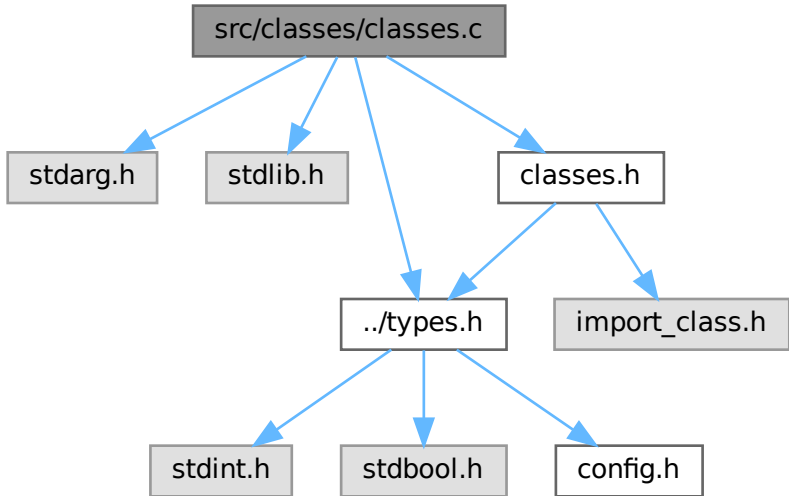 src/classes/classes.c
stdarg.h
stdlib.h
classes.h
../types.h
import_class.h
stdint.h
stdbool.h
config.h